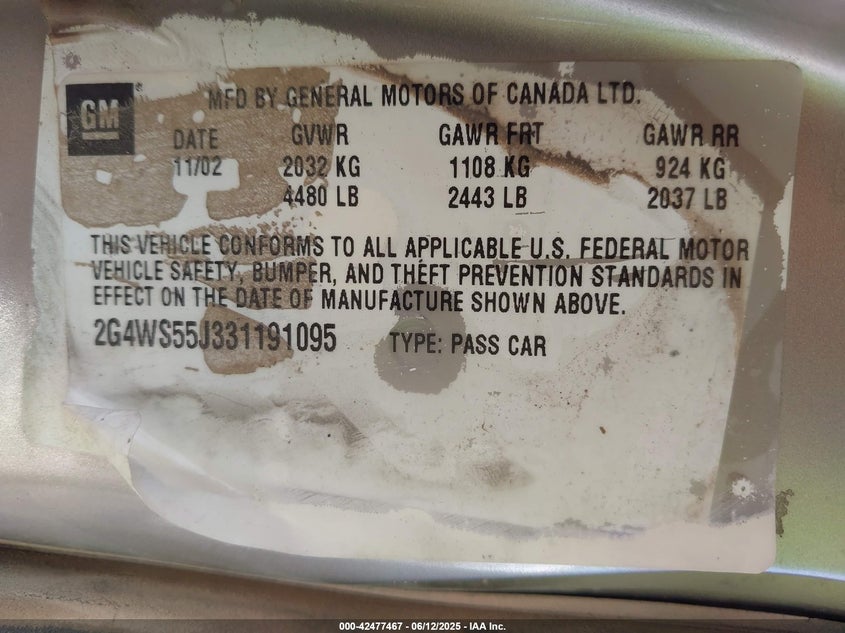 GM
MFD BY GENERAL MOTORS OF CANADA LTD.
DATE GVWR GAWR FRT GAWR RR
11/02 2032 KG 1108 KG 924 KG
4480 LB 2443 LB 2037 LB
THIS VEHICLE CONFORMS TO ALL APPLICABLE U.S. FEDERAL MOTOR
VEHICLE SAFETY, BUMPER, AND THEFT PREVENTION STANDARDS IN
EFFECT ON THE DATE OF MANUFACTURE SHOWN ABOVE.
2G4WS55J331191095 TYPE: PASS CAR
000-42477467 - 06/12/2025 - IAA Inc.